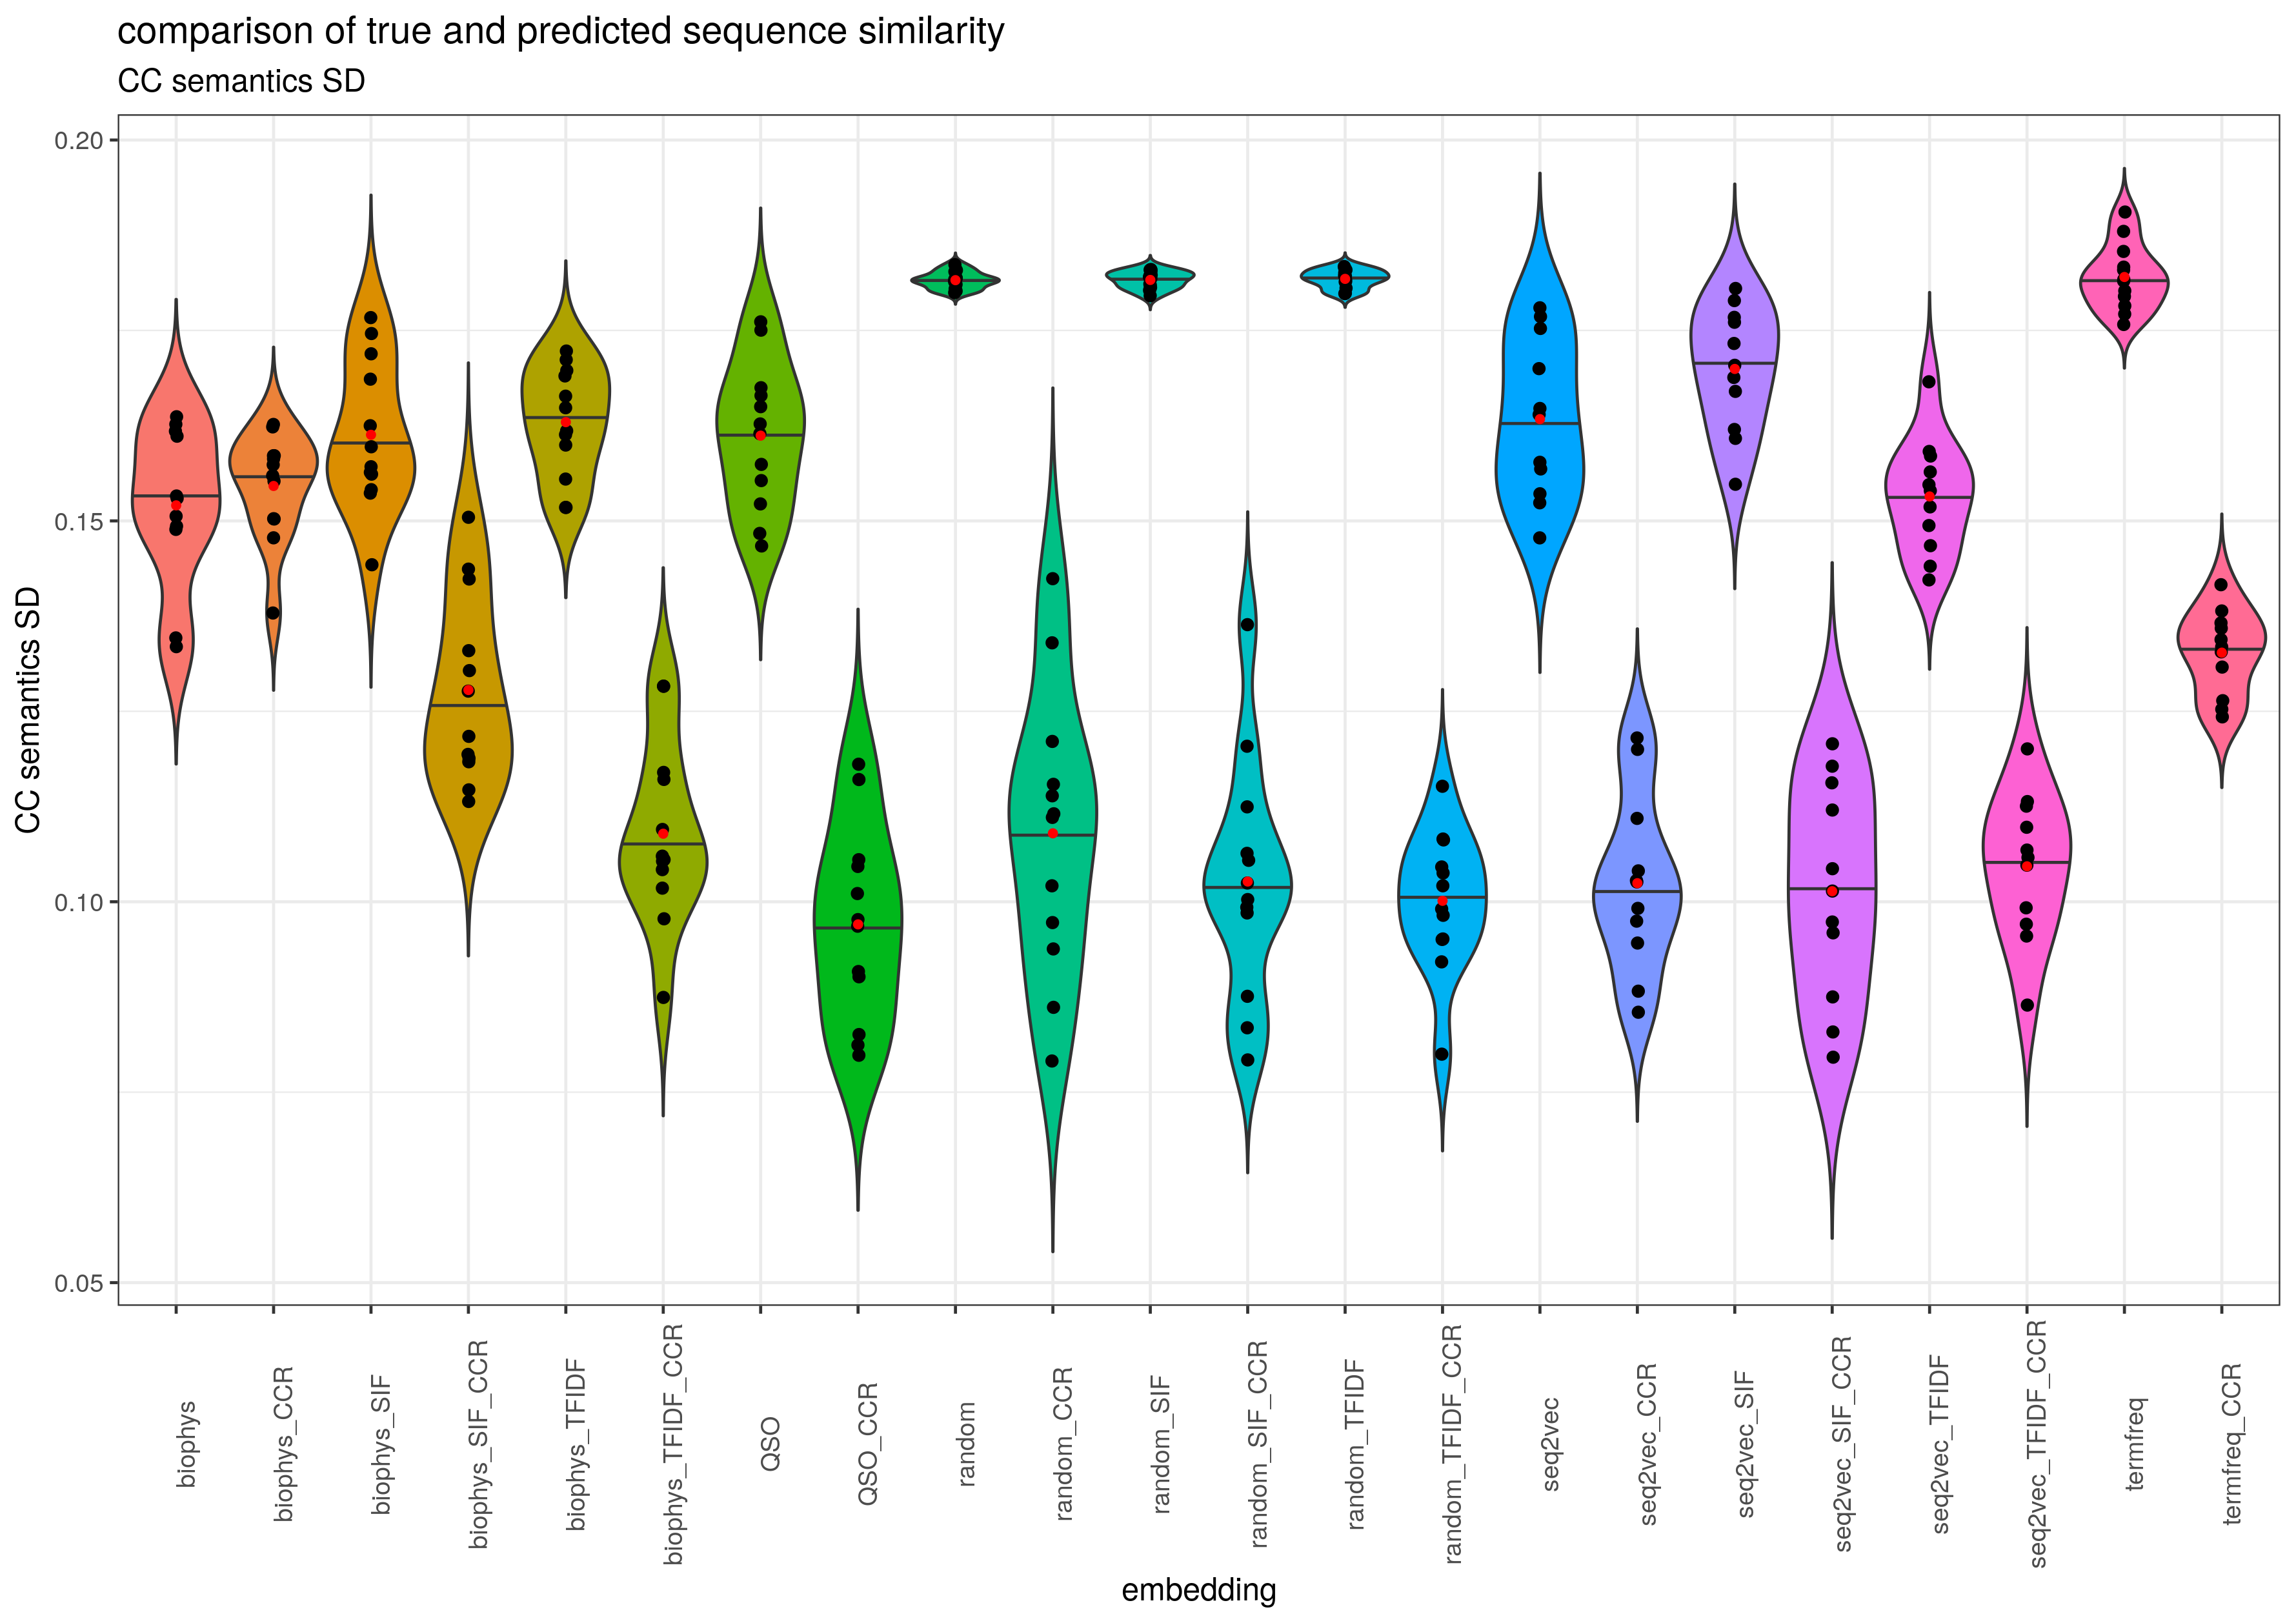 comparison of true and predicted sequence similarity
CC semantics SD
CC semantics SD
0.20
0.15
0.10
0.05
biophys
biophys_CCR
biophys_SIF
biophys_SIF_CCR
biophys_TFIDF
biophys_TFIDF_CCR
QSO
QSO_CCR
random
random_CCR
random_SIF
random_SIF_CCR
random_TFIDF
random_TFIDF_CCR
seq2vec
seq2vec_CCR
seq2vec_SIF
seq2vec_SIF_CCR
seq2vec_TFIDF
seq2vec_TFIDF_CCR
termfreq
termfreq_CCR
embedding